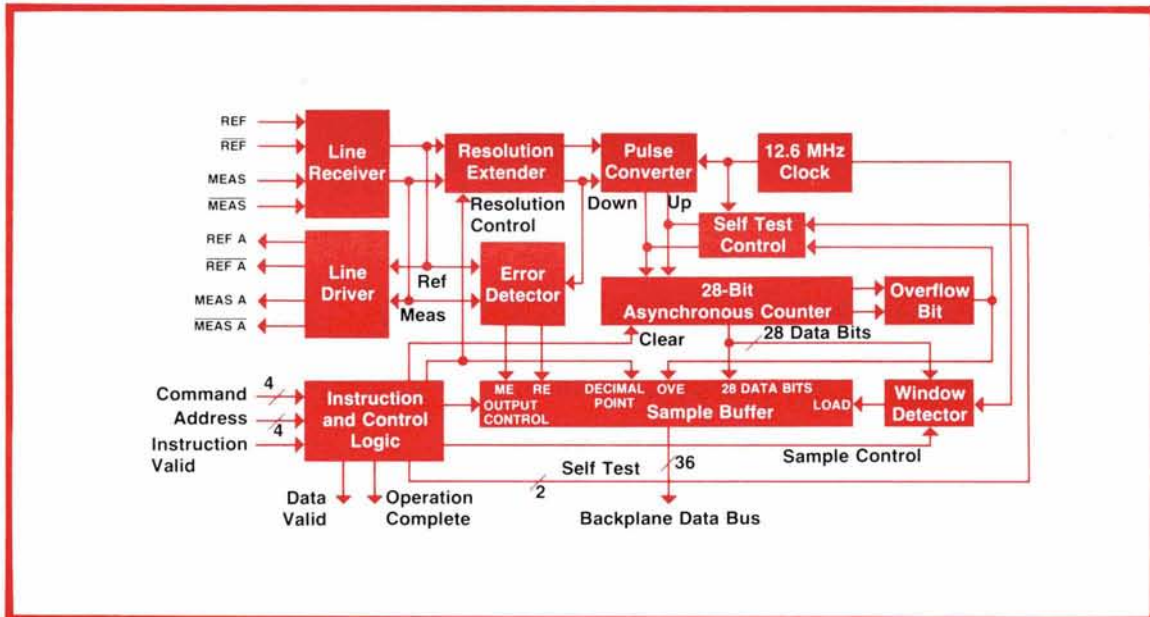 REF
REF
MEAS
MEAS
Line
Receiver
Resolution
Extender
Pulse
Converter
12.6 MHz
Clock
Resolution
Control
Down
Up
Self Test
Control
REF A
REF A
MEAS A
MEAS A
Line
Driver
Ref
Meas
Error
Detector
28-Bit
Asynchronous Counter
Overflow
Bit
Clear
28 Data Bits
Command
4
Address
4
Instruction
Valid
Instruction
and Control
Logic
ME RE DECIMAL POINT OVE 28 DATA BITS
OUTPUT
CONTROL
Sample Buffer
LOAD
Window
Detector
Sample Control
Self Test
36
2
Data
Valid
Operation
Complete
Backplane Data Bus